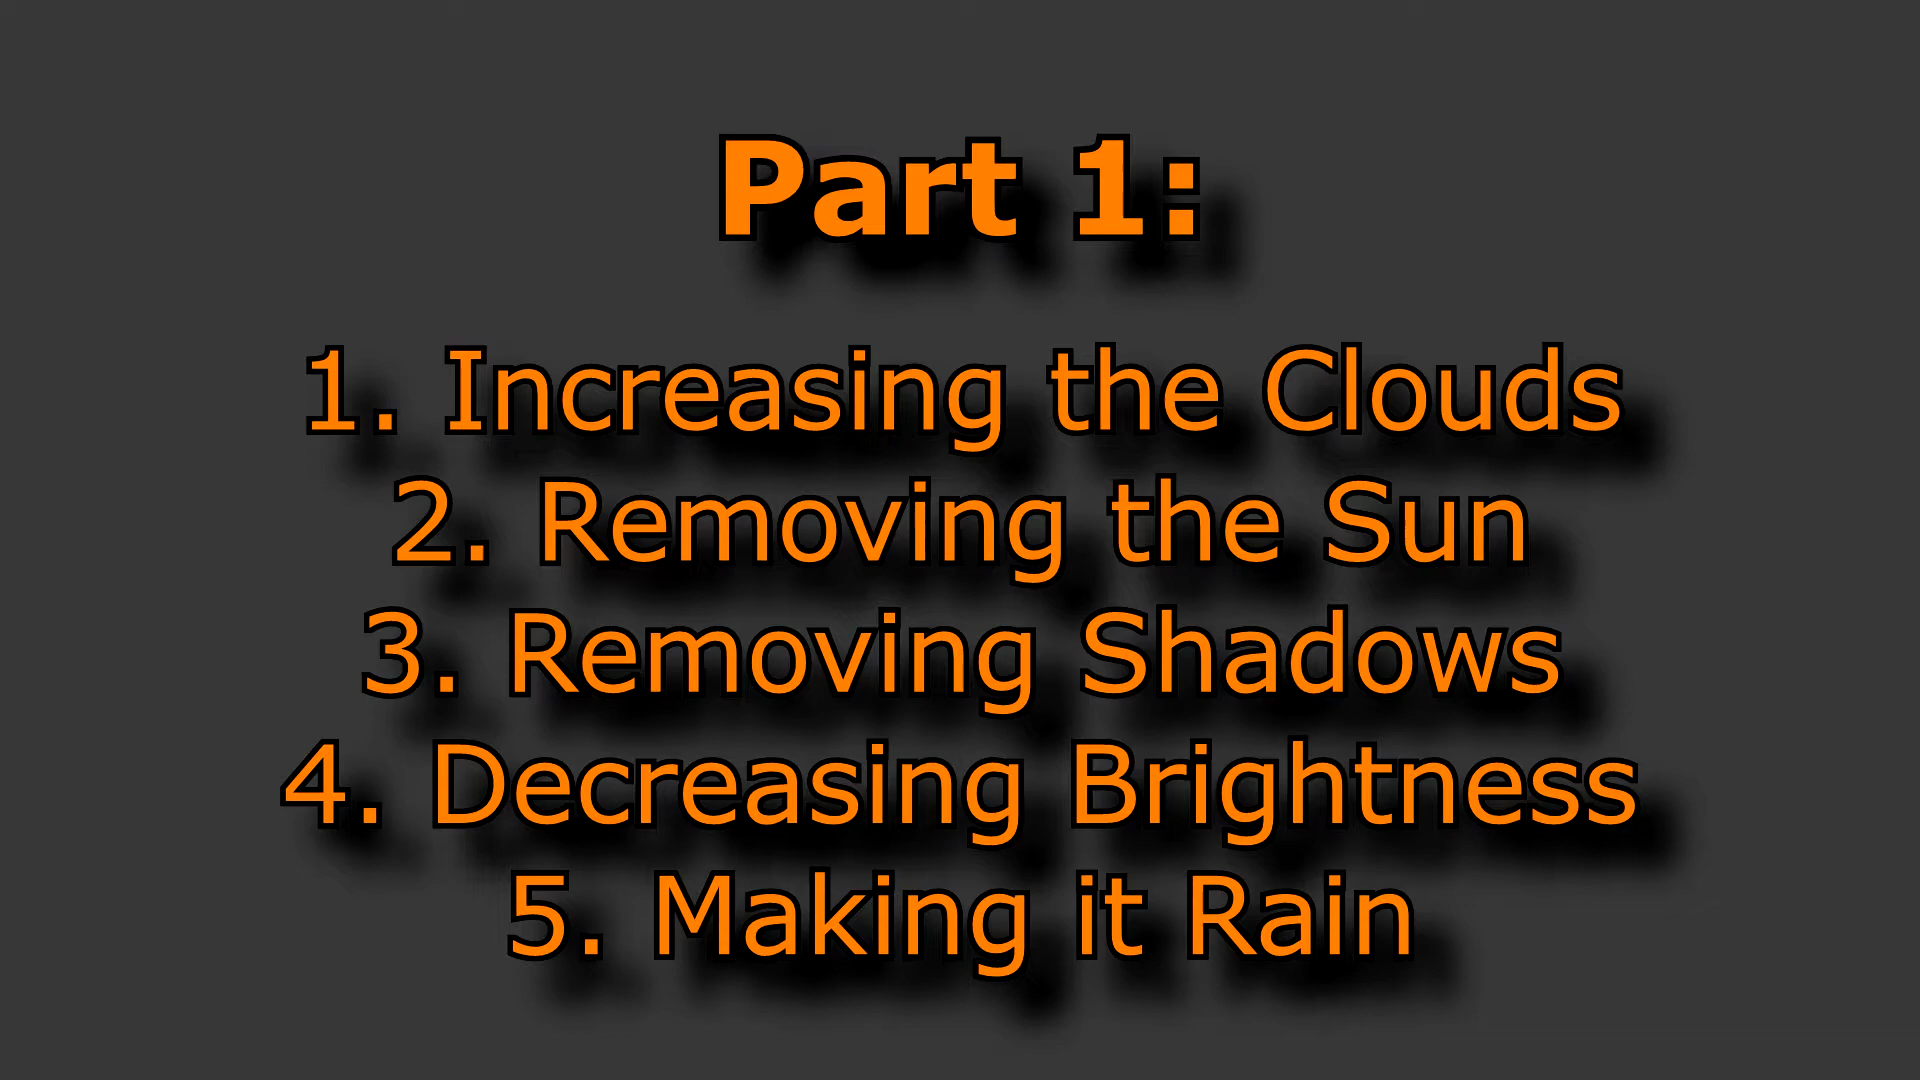 Part 1:
1. Increasing the Clouds
2. Removing the Sun
3. Removing Shadows
4. Decreasing Brightness
5. Making it Rain